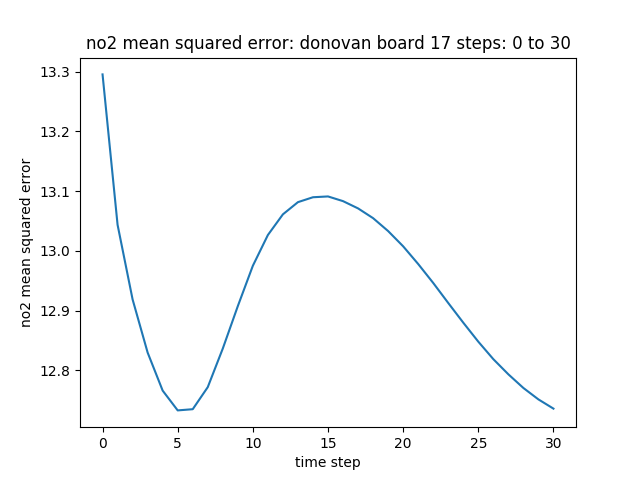 no2 mean squared error: donovan board 17 steps: 0 to 30
13.3
13.2
13.1
13.0
12.9
12.8
no2 mean squared error
0 5 10 15 20 25 30
time step